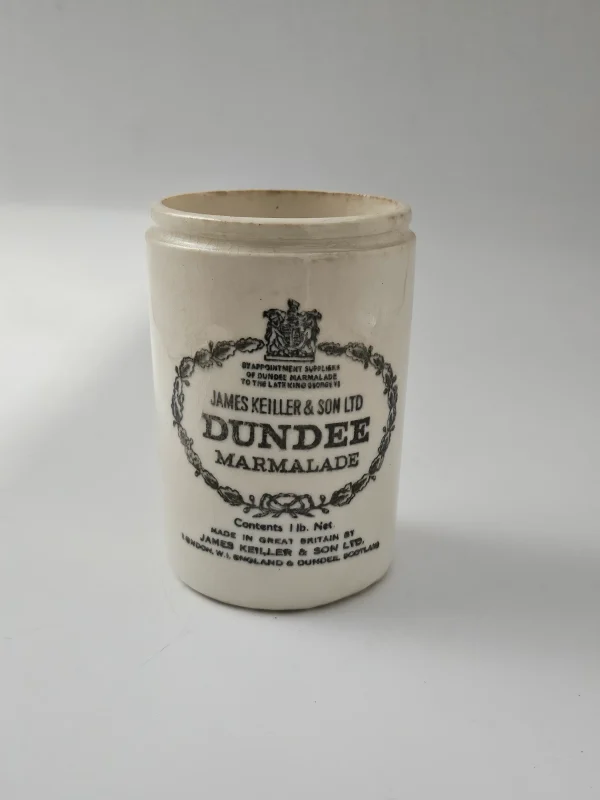 BY APPOINTMENT SUPPLIERS
OF DUNDEE MARMALADE
TO THE LATE KING GEORGE VI
JAMES KEILLER & SON LTD
DUNDEE
MARMALADE
Contents 1 lb. Net
MADE IN GREAT BRITAIN BY
JAMES KEILLER & SON LTD.
LONDON, W.1. ENGLAND & DUNDEE, SCOTLAND